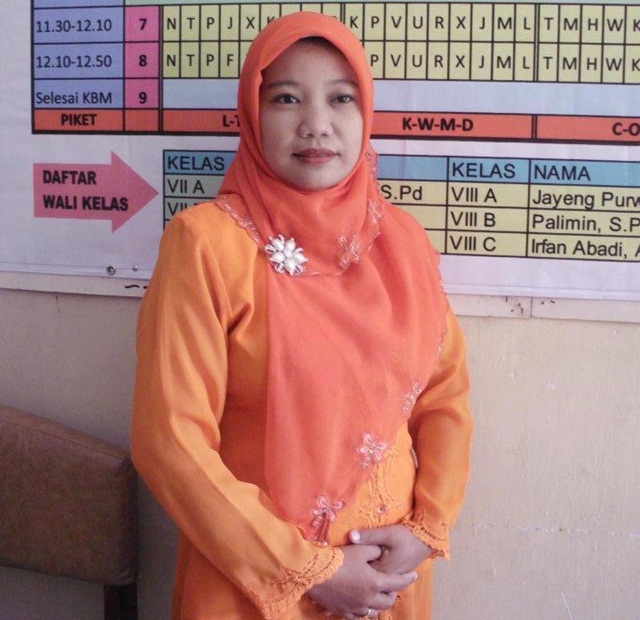 11.30-12.10 7 N T P J X K K P V U R X J M L T M H W K
12.10-12.50 8 N T P F K P V U R X J M L T M H W K
Selesai KBM 9
PIKET L-T K-W-M-D C-O
DAFTAR
WALI KELAS
KELAS KELAS NAMA
VII A S.Pd VIII A Jayeng Purw
VIII B Palimin, S.P
VIII C Irfan Abadi, A